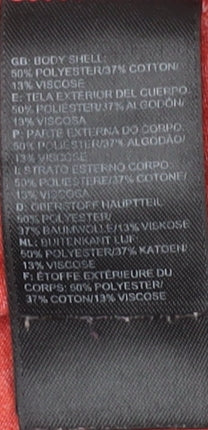 GB: BODY SHELL:
50% POLYESTER/37% COTTON/
13% VISCOSE
E: TELA EXTERIOR DEL CUERPO:
50% POLIÉSTER/37% ALGODÓN/
13% VISCOSA
P: PARTE EXTERNA DO CORPO:
50% POLIÉSTER/37% ALGODÃO/
13% VISCOSE
I: STRATO ESTERNO CORPO:
50% POLIESTERE/37% COTONE/
13% VISCOSA
D: OBERSTOFF HAUPTTEIL
50% POLYESTER/
37% BAUMWOLLE/13% VISKOSE
NL: BUITENKANT LIJF:
50% POLYESTER/37% KATOEN/
13% VISCOSE
F: ÉTOFFE EXTÉRIEURE DU
CORPS: 50% POLYESTER/
37% COTON/13% VISCOSE